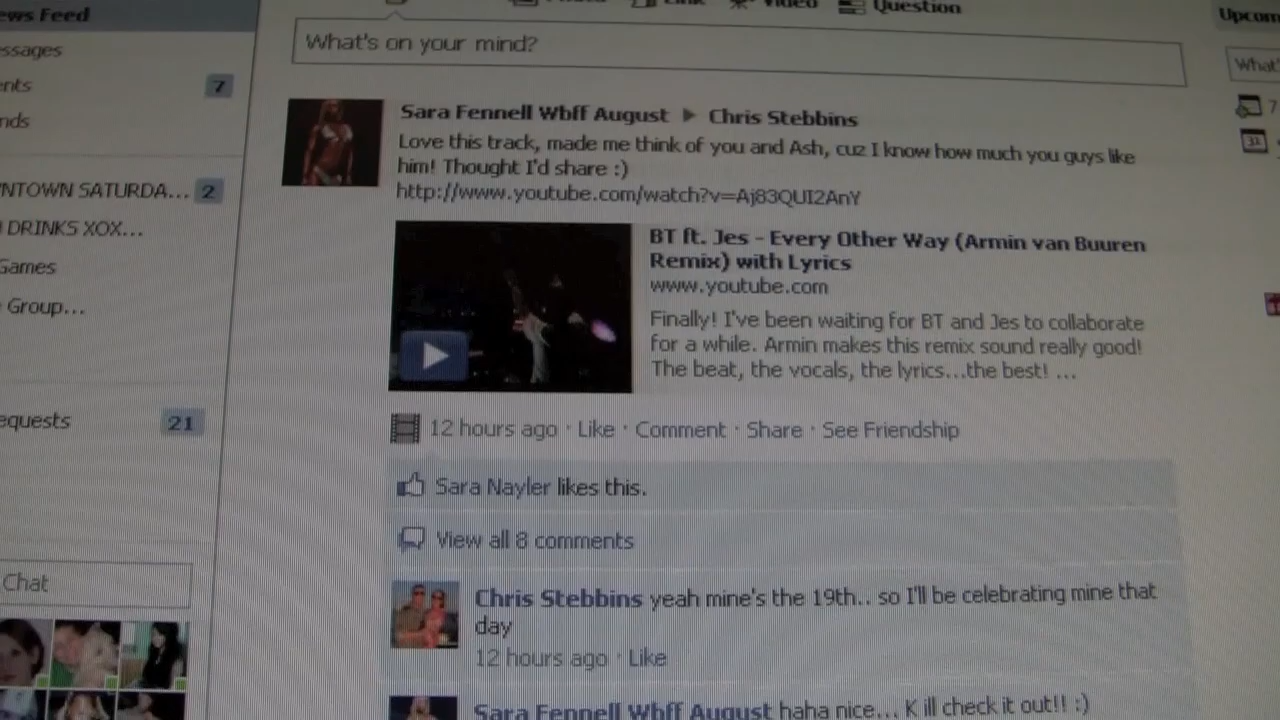 ews Feed
ssages
ents
7
nds
NTOWN SATURDA...
2
DRINKS XOX...
Games
Group...
equests
21
Chat
Photo
Link
Video
Question
What's on your mind?
Sara Fennell Wbff August ▶ Chris Stebbins
Love this track, made me think of you and Ash, cuz I know how much you guys like
him! Thought I'd share :)
http://www.youtube.com/watch?v=Aj83QUI2AnY
BT ft. Jes - Every Other Way (Armin van Buuren
Remix) with Lyrics
www.youtube.com
Finally! I've been waiting for BT and Jes to collaborate
for a while. Armin makes this remix sound really good!
The beat, the vocals, the lyrics...the best! ...
12 hours ago · Like · Comment · Share · See Friendship
Sara Nayler likes this.
View all 8 comments
Chris Stebbins yeah mine's the 19th.. so I'll be celebrating mine that
day
12 hours ago · Like
Sara Fennell Wbff August haha nice... K ill check it out!! :)
Upcom
What'
7
31